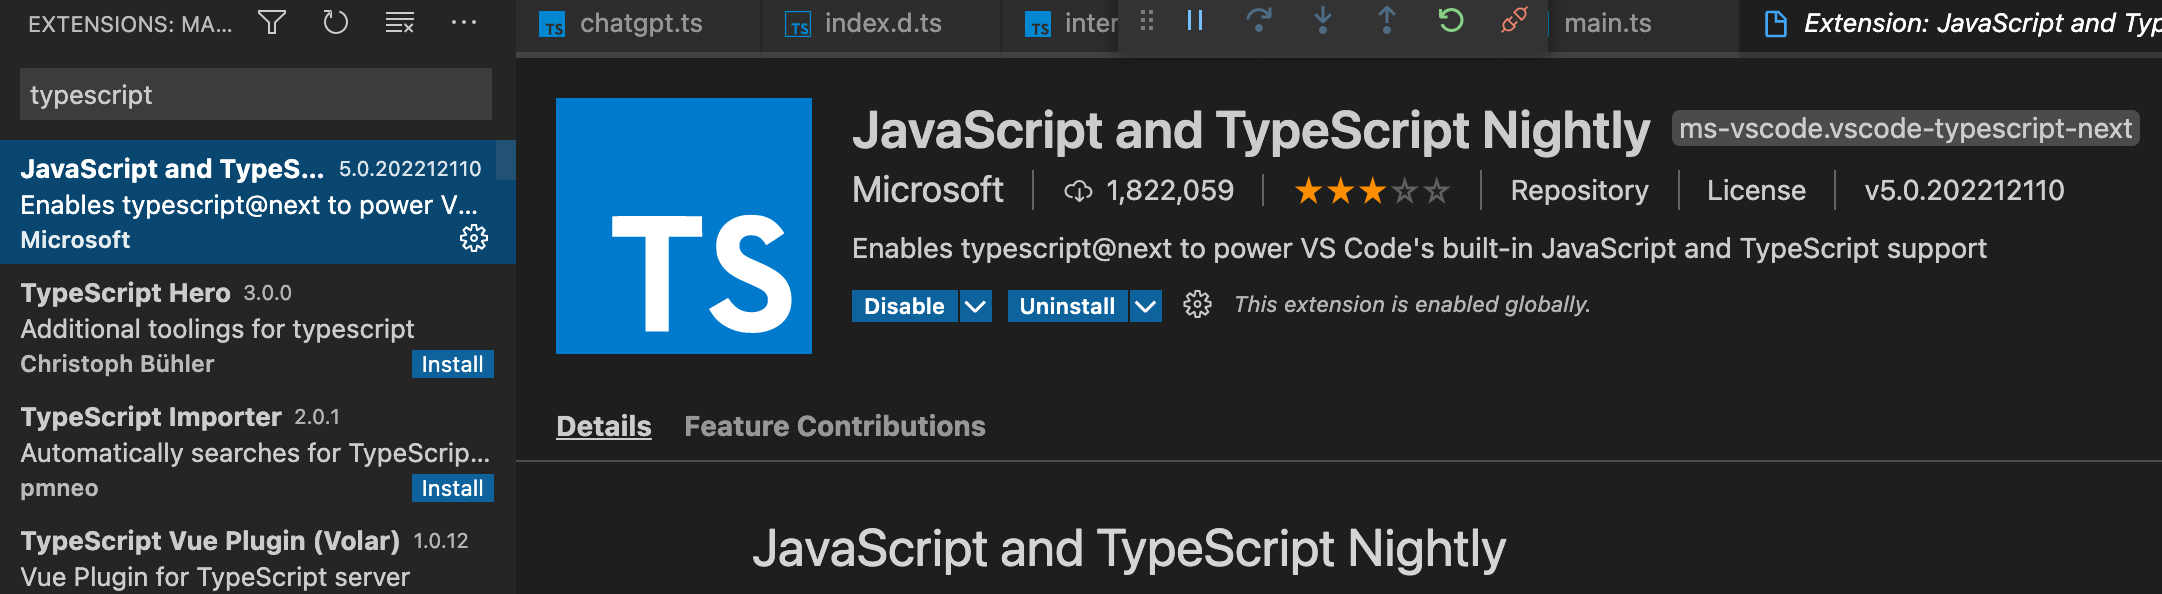 EXTENSIONS: MA...
typescript
JavaScript and TypeS... 5.0.202212110
Enables typescript@next to power V...
Microsoft
TypeScript Hero 3.0.0
Additional toolings for typescript
Christoph Bühler Install
TypeScript Importer 2.0.1
Automatically searches for TypeScrip...
pmneo Install
TypeScript Vue Plugin (Volar) 1.0.12
Vue Plugin for TypeScript server
TS chatgpt.ts TS index.d.ts TS inter main.ts Extension: JavaScript and Typ
TS
JavaScript and TypeScript Nightly ms-vscode.vscode-typescript-next
Microsoft 1,822,059 Repository License v5.0.202212110
Enables typescript@next to power VS Code's built-in JavaScript and TypeScript support
Disable Uninstall This extension is enabled globally.
Details Feature Contributions
JavaScript and TypeScript Nightly